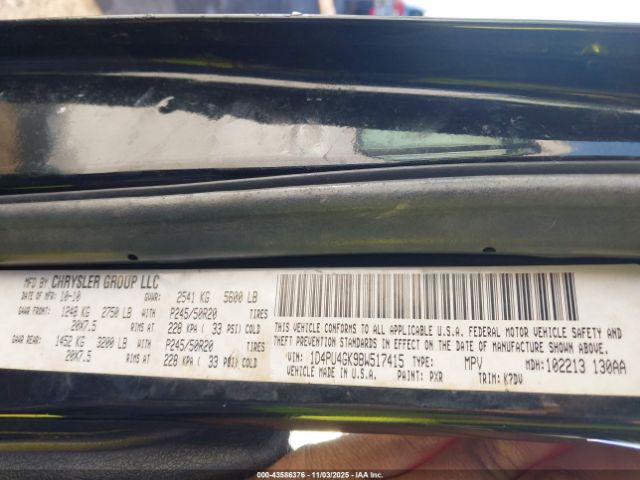 MFD BY CHRYSLER GROUP LLC
DATE OF MFR: 10-10 GVWR: 2541 KG 5600 LB
GAWR FRONT: 1248 KG 2750 LB WITH P245/50R20 TIRES
20X7.5 RIMS AT 228 KPA ( 33 PSI) COLD
GAWR REAR: 1452 KG 3200 LB WITH P245/50R20 TIRES
20X7.5 RIMS AT 228 KPA ( 33 PSI) COLD
THIS VEHICLE CONFORMS TO ALL APPLICABLE U.S.A. FEDERAL MOTOR VEHICLE SAFETY AND
THEFT PREVENTION STANDARDS IN EFFECT ON THE DATE OF MANUFACTURE SHOWN ABOVE.
VIN: 1D4PU4GK9BW517415 TYPE: MPV MDH: 102213 130AA
VEHICLE MADE IN U.S.A. PAINT: PXR TRIM: K7DV
000-43586376 - 11/03/2025 - IAA Inc.